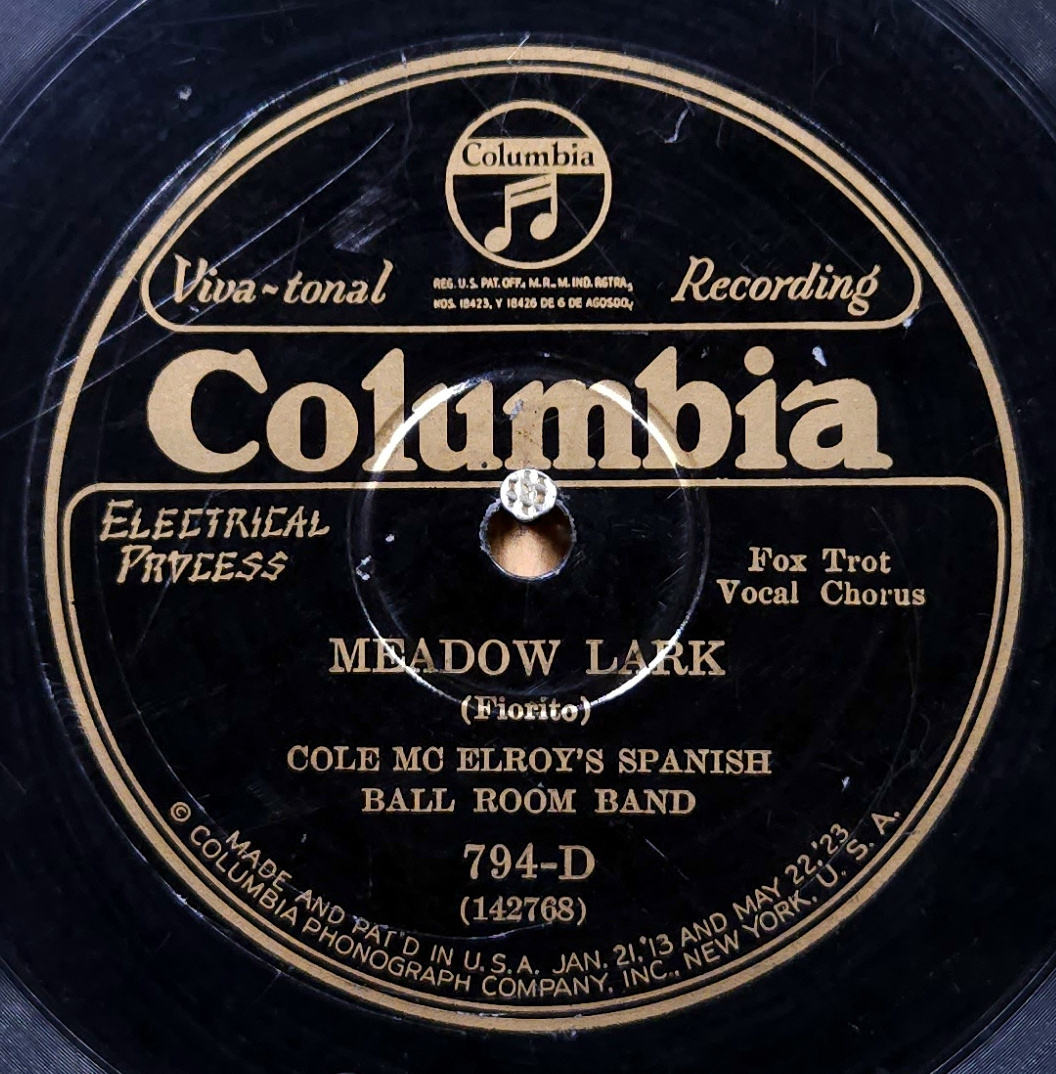 Columbia
Viva-tonal
REG. U.S. PAT. OFF., M. R., M. IND. RGTRA,
NOS. 18423, Y 18426 DE 6 DE AGOSDO,
Recording
Columbia
ELECTRICAL
PROCESS
Fox Trot
Vocal Chorus
MEADOW LARK
(Fiorito)
COLE MC ELROY'S SPANISH
BALL ROOM BAND
794-D
(142768)
MADE AND PAT'D IN U.S.A. JAN. 21,'13 AND MAY 22,'23
© COLUMBIA PHONOGRAPH COMPANY, INC., NEW YORK, U. S. A.